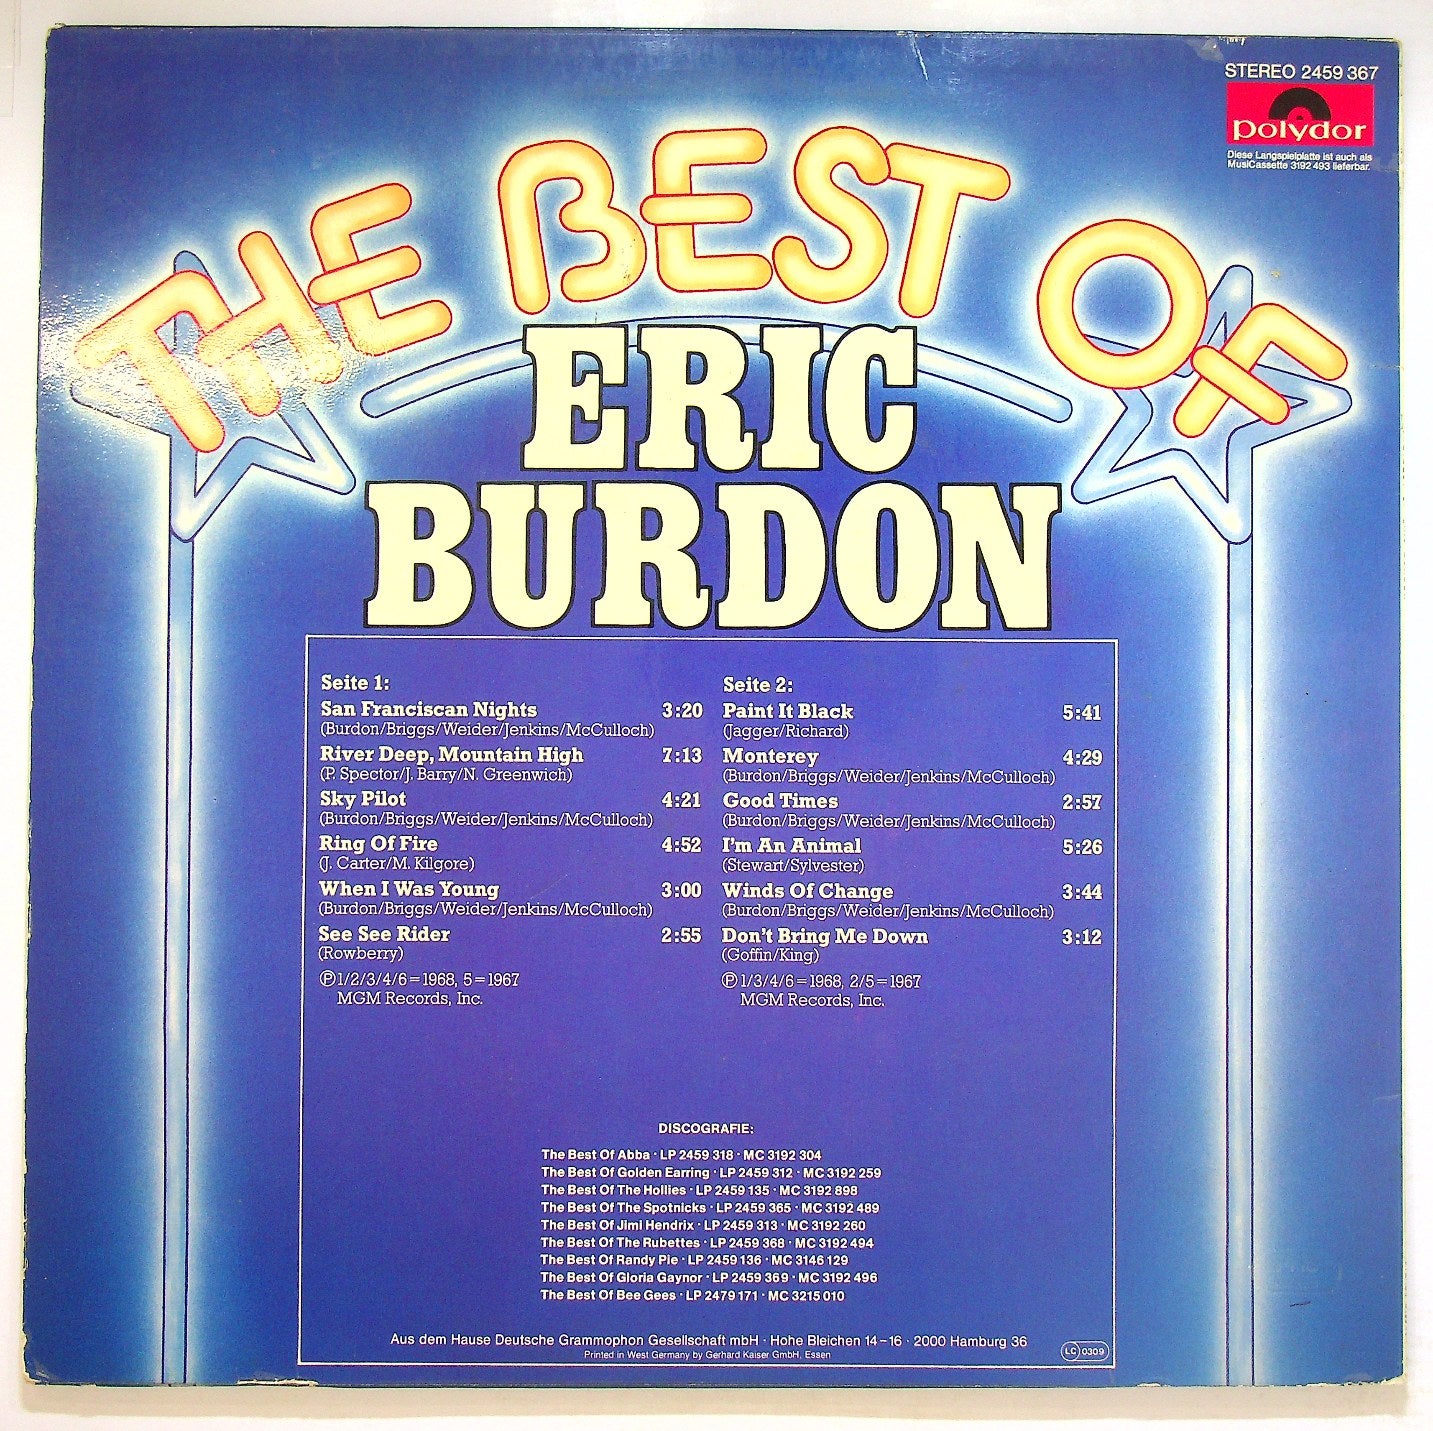 STEREO 2459 367
polydor
Diese Langspielplatte ist auch als
MusiCassette 3192 493 lieferbar.
THE BEST OF
ERIC
BURDON
Seite 1:
San Franciscan Nights 3:20
(Burdon/Briggs/Weider/Jenkins/McCulloch)
River Deep, Mountain High 7:13
(P. Spector/J. Barry/N. Greenwich)
Sky Pilot 4:21
(Burdon/Briggs/Weider/Jenkins/McCulloch)
Ring Of Fire 4:52
(J. Carter/M. Kilgore)
When I Was Young 3:00
(Burdon/Briggs/Weider/Jenkins/McCulloch)
See See Rider 2:55
(Rowberry)
Ⓟ 1/2/3/4/6=1968, 5=1967
MGM Records, Inc.
Seite 2:
Paint It Black 5:41
(Jagger/Richard)
Monterey 4:29
(Burdon/Briggs/Weider/Jenkins/McCulloch)
Good Times 2:57
(Burdon/Briggs/Weider/Jenkins/McCulloch)
I'm An Animal 5:26
(Stewart/Sylvester)
Winds Of Change 3:44
(Burdon/Briggs/Weider/Jenkins/McCulloch)
Don't Bring Me Down 3:12
(Goffin/King)
Ⓟ 1/3/4/6=1968, 2/5=1967
MGM Records, Inc.
DISCOGRAFIE:
The Best Of Abba · LP 2459 318 · MC 3192 304
The Best Of Golden Earring · LP 2459 312 · MC 3192 259
The Best Of The Hollies · LP 2459 135 · MC 3192 898
The Best Of The Spotnicks · LP 2459 365 · MC 3192 489
The Best Of Jimi Hendrix · LP 2459 313 · MC 3192 260
The Best Of The Rubettes · LP 2459 368 · MC 3192 494
The Best Of Randy Pie · LP 2459 136 · MC 3146 129
The Best Of Gloria Gaynor · LP 2459 369 · MC 3192 496
The Best Of Bee Gees · LP 2479 171 · MC 3215 010
Aus dem Hause Deutsche Grammophon Gesellschaft mbH · Hohe Bleichen 14–16 · 2000 Hamburg 36
Printed in West Germany by Gerhard Kaiser GmbH, Essen
LC 0309